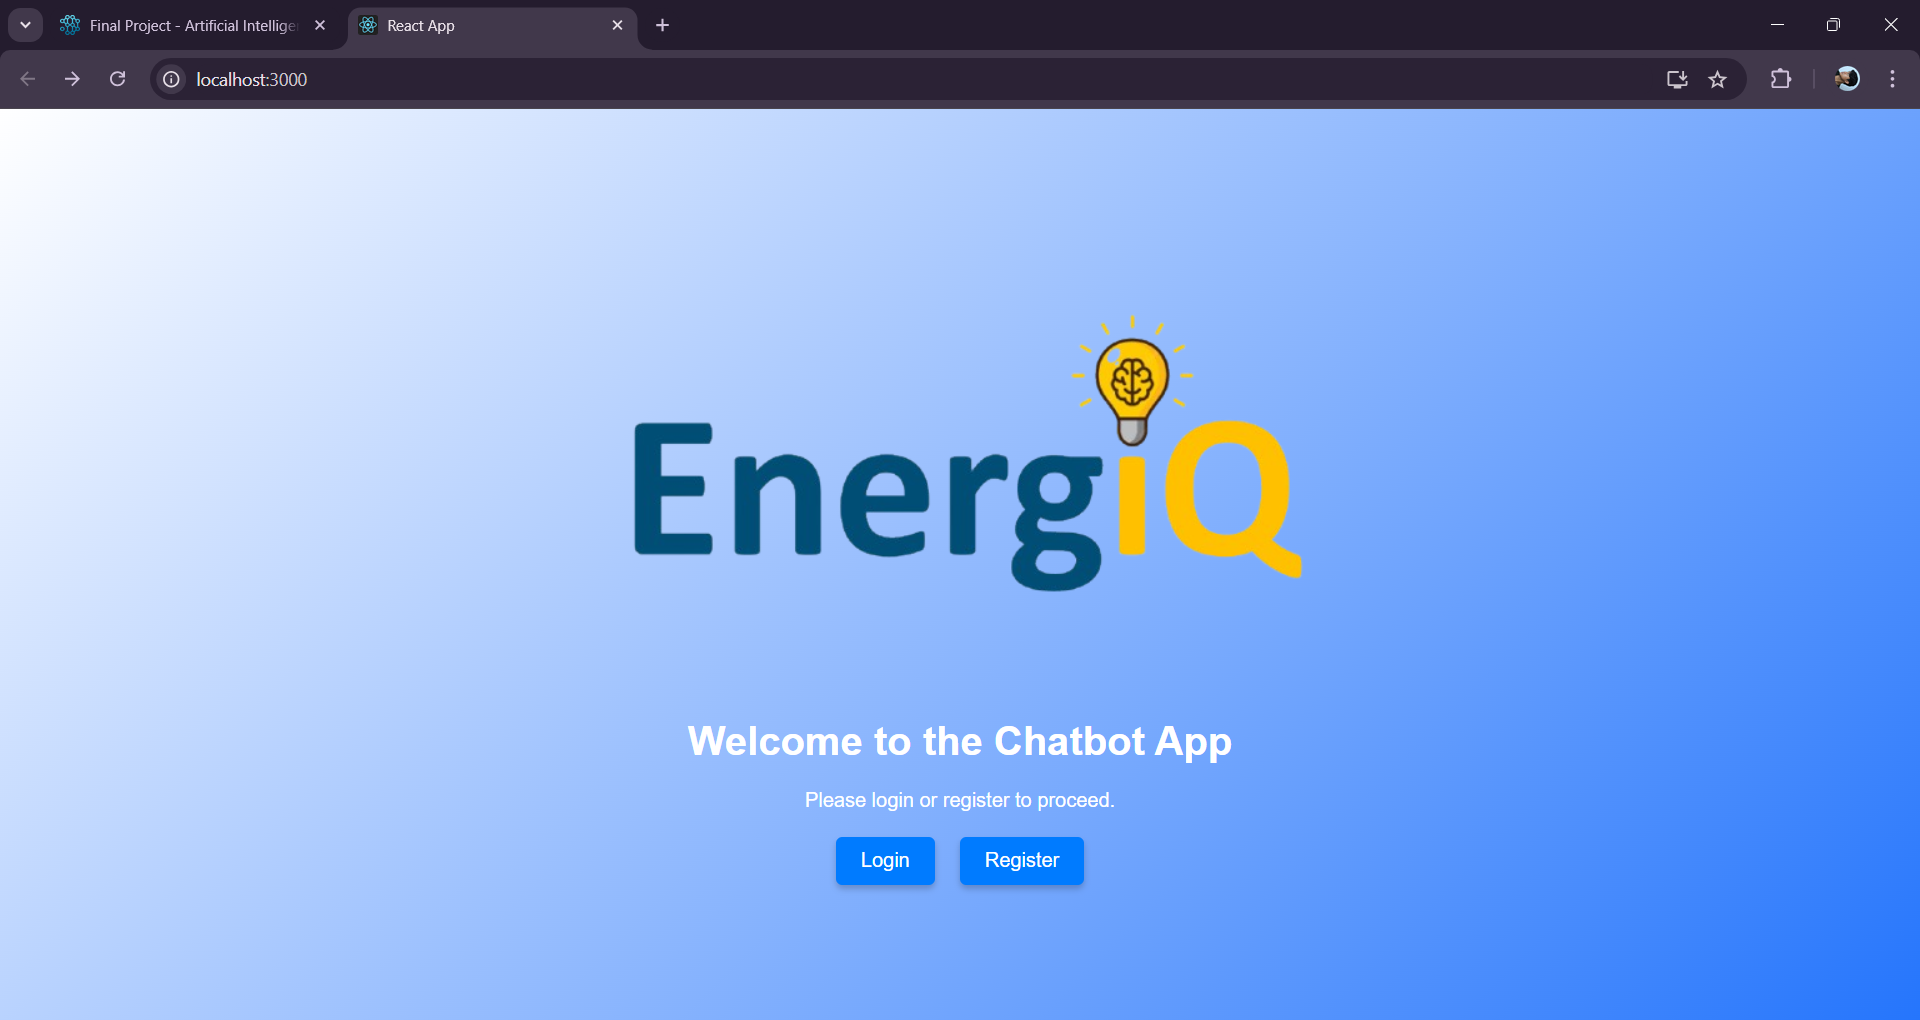 Final Project - Artificial Intellige
React App
localhost:3000
EnergiQ
Welcome to the Chatbot App
Please login or register to proceed.
Login
Register